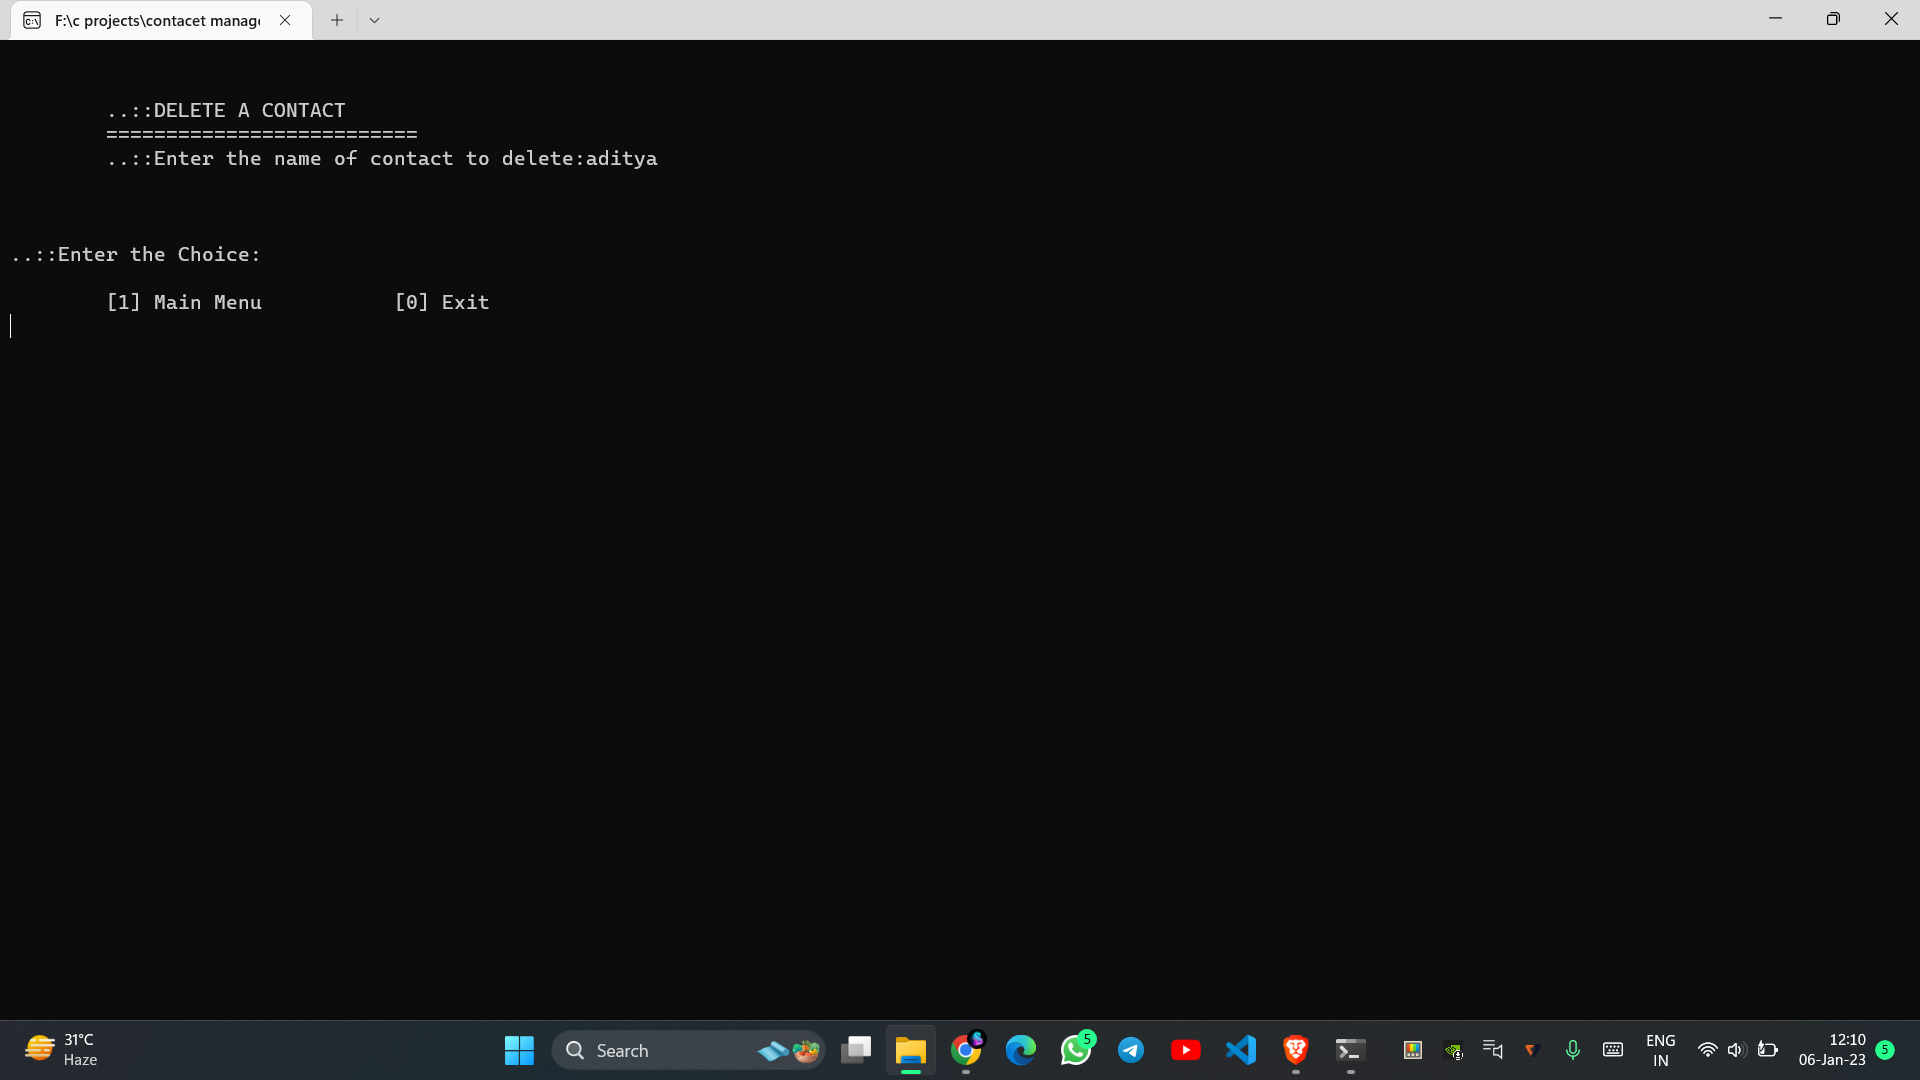 F:\c projects\contacet manag
..::DELETE A CONTACT
==========================
..::Enter the name of contact to delete:aditya
..::Enter the Choice:
[1] Main Menu [0] Exit
31°C
Haze
Search
5
ENG
IN
12:10
06-Jan-23
5